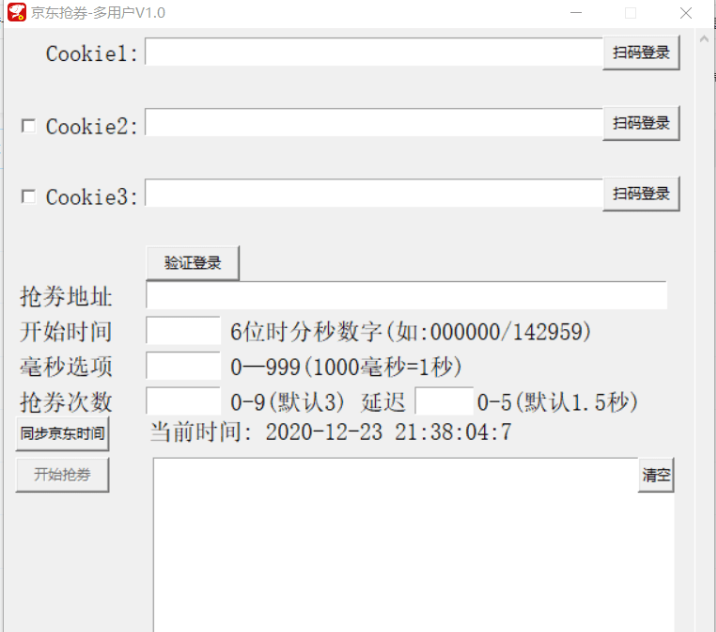 京东抢券-多用户V1.0
Cookie1: 扫码登录
Cookie2: 扫码登录
Cookie3: 扫码登录
验证登录
抢券地址
开始时间 6位时分秒数字(如:000000/142959)
毫秒选项 0—999(1000毫秒=1秒)
抢券次数 0-9(默认3) 延迟 0-5(默认1.5秒)
同步京东时间 当前时间: 2020-12-23 21:38:04:7
开始抢券 清空